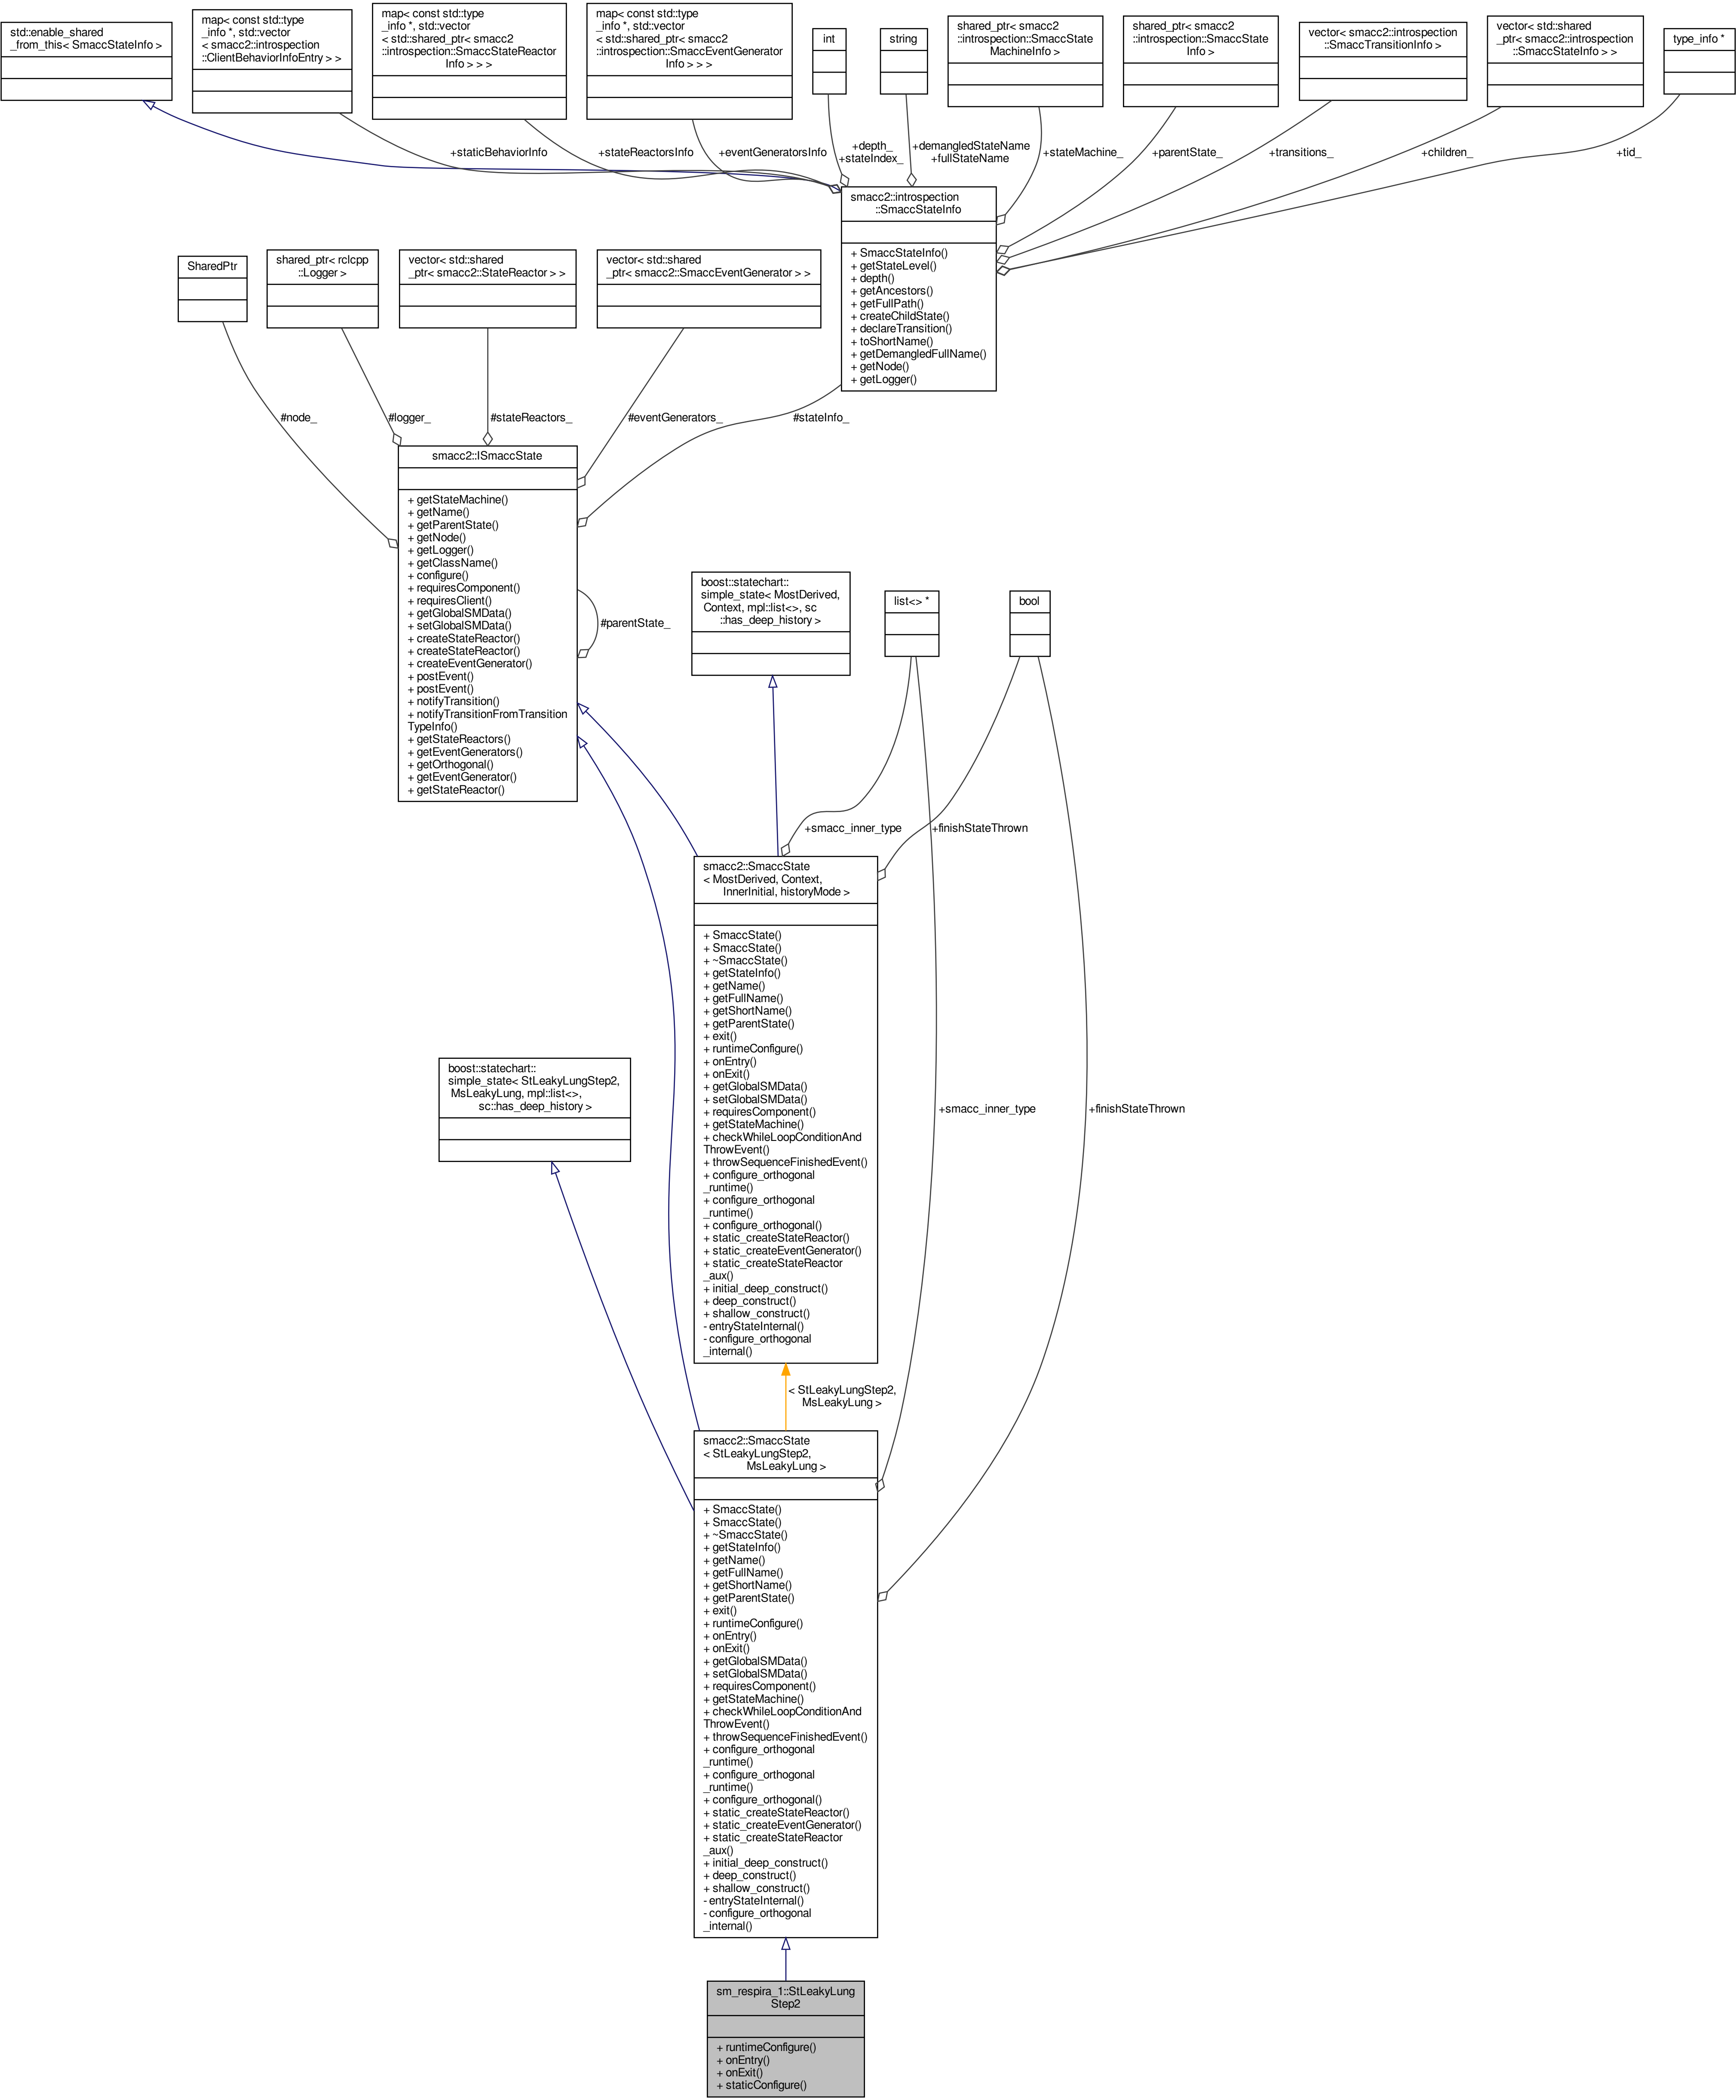 std::enable_shared
_from_this< SmaccStateInfo >
map< const std::type
_info *, std::vector
< smacc2::introspection
::ClientBehaviorInfoEntry > >
map< const std::type
_info *, std::vector
< std::shared_ptr< smacc2
::introspection::SmaccStateReactor
Info > > >
map< const std::type
_info *, std::vector
< std::shared_ptr< smacc2
::introspection::SmaccEventGenerator
Info > > >
int
string
shared_ptr< smacc2
::introspection::SmaccState
MachineInfo >
shared_ptr< smacc2
::introspection::SmaccState
Info >
vector< smacc2::introspection
::SmaccTransitionInfo >
vector< std::shared
_ptr< smacc2::introspection
::SmaccStateInfo > >
type_info *
+staticBehaviorInfo
+stateReactorsInfo
+eventGeneratorsInfo
+depth_
+stateIndex_
+demangledStateName
+fullStateName
+stateMachine_
+parentState_
+transitions_
+children_
+tid_
smacc2::introspection
::SmaccStateInfo
+ SmaccStateInfo()
+ getStateLevel()
+ depth()
+ getAncestors()
+ getFullPath()
+ createChildState()
+ declareTransition()
+ toShortName()
+ getDemangledFullName()
+ getNode()
+ getLogger()
SharedPtr
shared_ptr< rclcpp
::Logger >
vector< std::shared
_ptr< smacc2::StateReactor > >
vector< std::shared
_ptr< smacc2::SmaccEventGenerator > >
#node_
#logger_
#stateReactors_
#eventGenerators_
#stateInfo_
smacc2::ISmaccState
+ getStateMachine()
+ getName()
+ getParentState()
+ getNode()
+ getLogger()
+ getClassName()
+ configure()
+ requiresComponent()
+ requiresClient()
+ getGlobalSMData()
+ setGlobalSMData()
+ createStateReactor()
+ createStateReactor()
+ createEventGenerator()
+ postEvent()
+ postEvent()
+ notifyTransition()
+ notifyTransitionFromTransition
TypeInfo()
+ getStateReactors()
+ getEventGenerators()
+ getOrthogonal()
+ getEventGenerator()
+ getStateReactor()
#parentState_
boost::statechart::
simple_state< MostDerived,
Context, mpl::list<>, sc
::has_deep_history >
list<> *
bool
+smacc_inner_type
+finishStateThrown
smacc2::SmaccState
< MostDerived, Context,
InnerInitial, historyMode >
+ SmaccState()
+ SmaccState()
+ ~SmaccState()
+ getStateInfo()
+ getName()
+ getFullName()
+ getShortName()
+ getParentState()
+ exit()
+ runtimeConfigure()
+ onEntry()
+ onExit()
+ getGlobalSMData()
+ setGlobalSMData()
+ requiresComponent()
+ getStateMachine()
+ checkWhileLoopConditionAnd
ThrowEvent()
+ throwSequenceFinishedEvent()
+ configure_orthogonal
_runtime()
+ configure_orthogonal
_runtime()
+ configure_orthogonal()
+ static_createStateReactor()
+ static_createEventGenerator()
+ static_createStateReactor
_aux()
+ initial_deep_construct()
+ deep_construct()
+ shallow_construct()
- entryStateInternal()
- configure_orthogonal
_internal()
boost::statechart::
simple_state< StLeakyLungStep2,
MsLeakyLung, mpl::list<>,
sc::has_deep_history >
+smacc_inner_type
+finishStateThrown
< StLeakyLungStep2,
MsLeakyLung >
smacc2::SmaccState
< StLeakyLungStep2,
MsLeakyLung >
+ SmaccState()
+ SmaccState()
+ ~SmaccState()
+ getStateInfo()
+ getName()
+ getFullName()
+ getShortName()
+ getParentState()
+ exit()
+ runtimeConfigure()
+ onEntry()
+ onExit()
+ getGlobalSMData()
+ setGlobalSMData()
+ requiresComponent()
+ getStateMachine()
+ checkWhileLoopConditionAnd
ThrowEvent()
+ throwSequenceFinishedEvent()
+ configure_orthogonal
_runtime()
+ configure_orthogonal
_runtime()
+ configure_orthogonal()
+ static_createStateReactor()
+ static_createEventGenerator()
+ static_createStateReactor
_aux()
+ initial_deep_construct()
+ deep_construct()
+ shallow_construct()
- entryStateInternal()
- configure_orthogonal
_internal()
sm_respira_1::StLeakyLung
Step2
+ runtimeConfigure()
+ onEntry()
+ onExit()
+ staticConfigure()